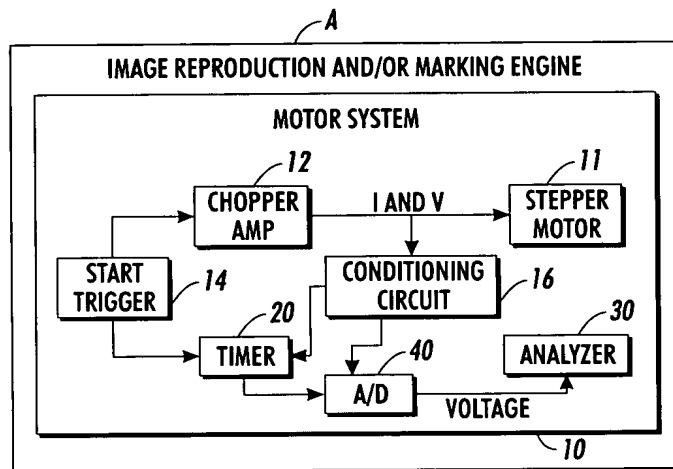 A
IMAGE REPRODUCTION AND/OR MARKING ENGINE
MOTOR SYSTEM
12
CHOPPER
AMP
I AND V
11
STEPPER
MOTOR
START
TRIGGER
14
CONDITIONING
CIRCUIT
16
20
TIMER
40
A/D
VOLTAGE
30
ANALYZER
10